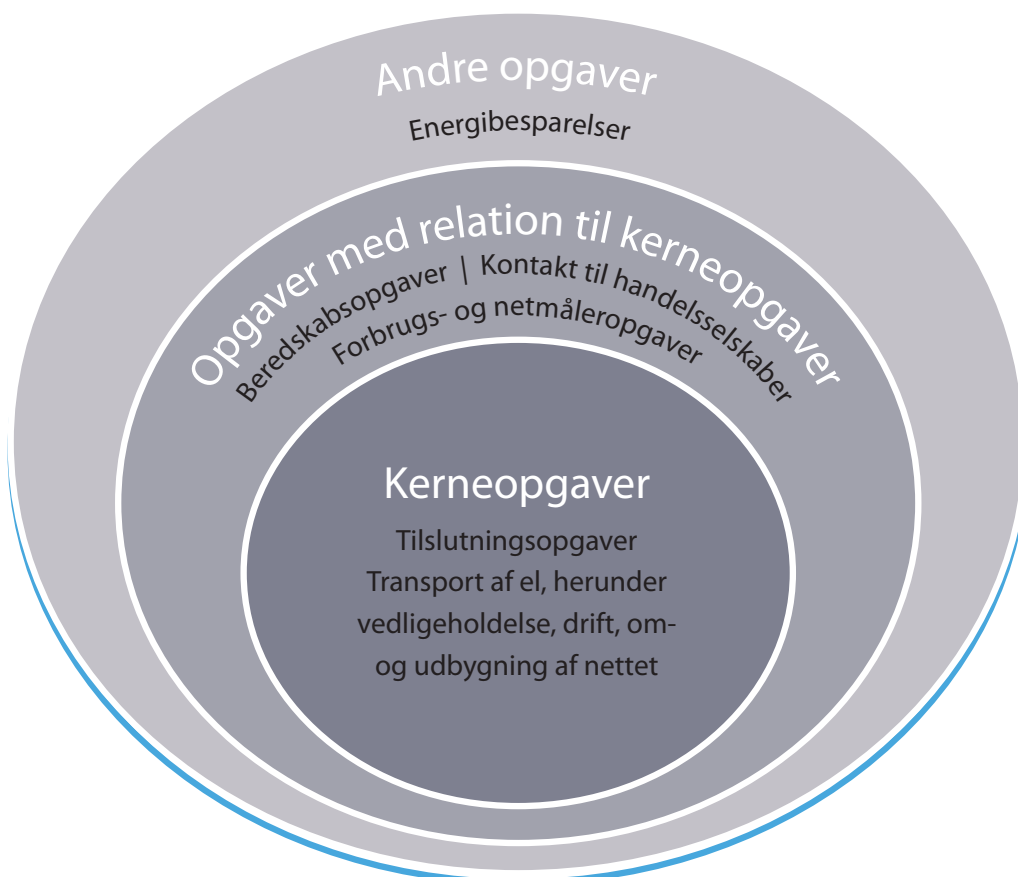 Andre opgaver
Energibesparelser
Opgaver med relation til kerneopgaver
Beredskabsopgaver | Kontakt til handelsselskaber
Forbrugs- og netmåleropgaver
Kerneopgaver
Tilslutningsopgaver
Transport af el, herunder
vedligeholdelse, drift, om-
og udbygning af nettet